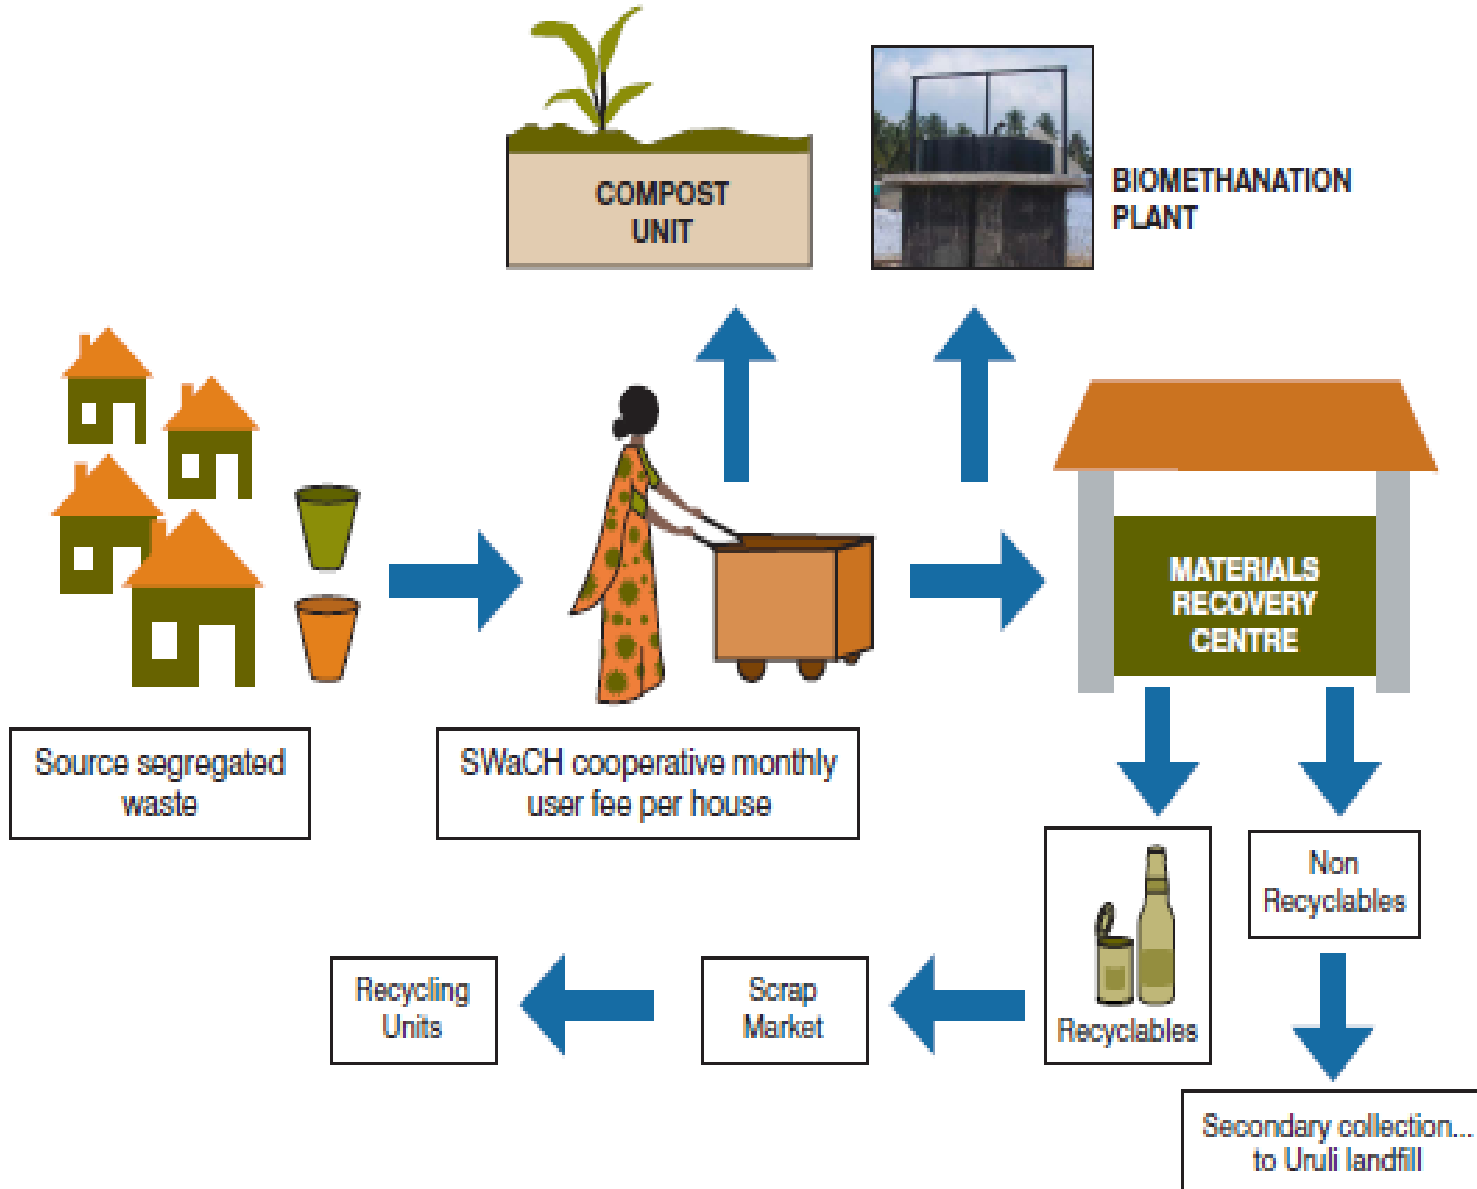 COMPOST
UNIT
BIOMETHANATION
PLANT
MATERIALS
RECOVERY
CENTRE
Source segregated
waste
SWaCH cooperative monthly
user fee per house
Non
Recyclables
Recycling
Units
Scrap
Market
Recyclables
Secondary collection...
to Uruli landfill